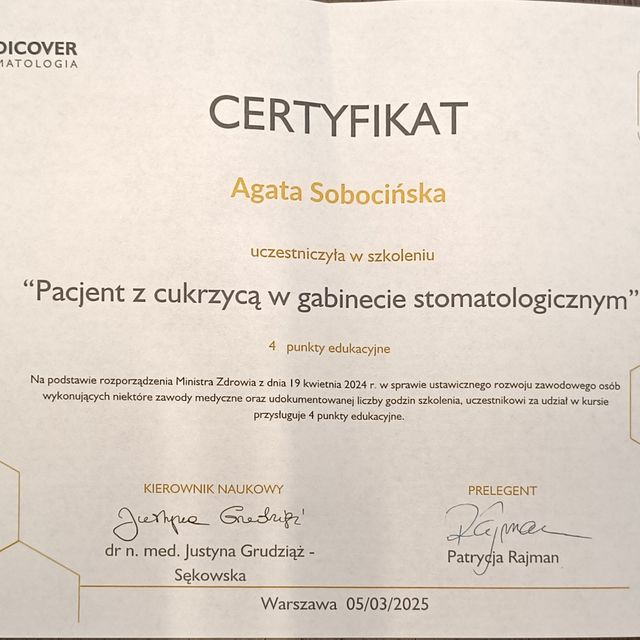 DICOVER
MATOLOGIA
CERTYFIKAT
Agata Sobocińska
uczestniczyła w szkoleniu
“Pacjent z cukrzycą w gabinecie stomatologicznym”
4 punkty edukacyjne
Na podstawie rozporządzenia Ministra Zdrowia z dnia 19 kwietnia 2024 r. w sprawie ustawicznego rozwoju zawodowego osób
wykonujących niektóre zawody medyczne oraz udokumentowanej liczby godzin szkolenia, uczestnikowi za udział w kursie
przysługuje 4 punkty edukacyjne.
KIEROWNIK NAUKOWY
dr n. med. Justyna Grudziąż -
Sękowska
PRELEGENT
Patrycja Rajman
Warszawa 05/03/2025